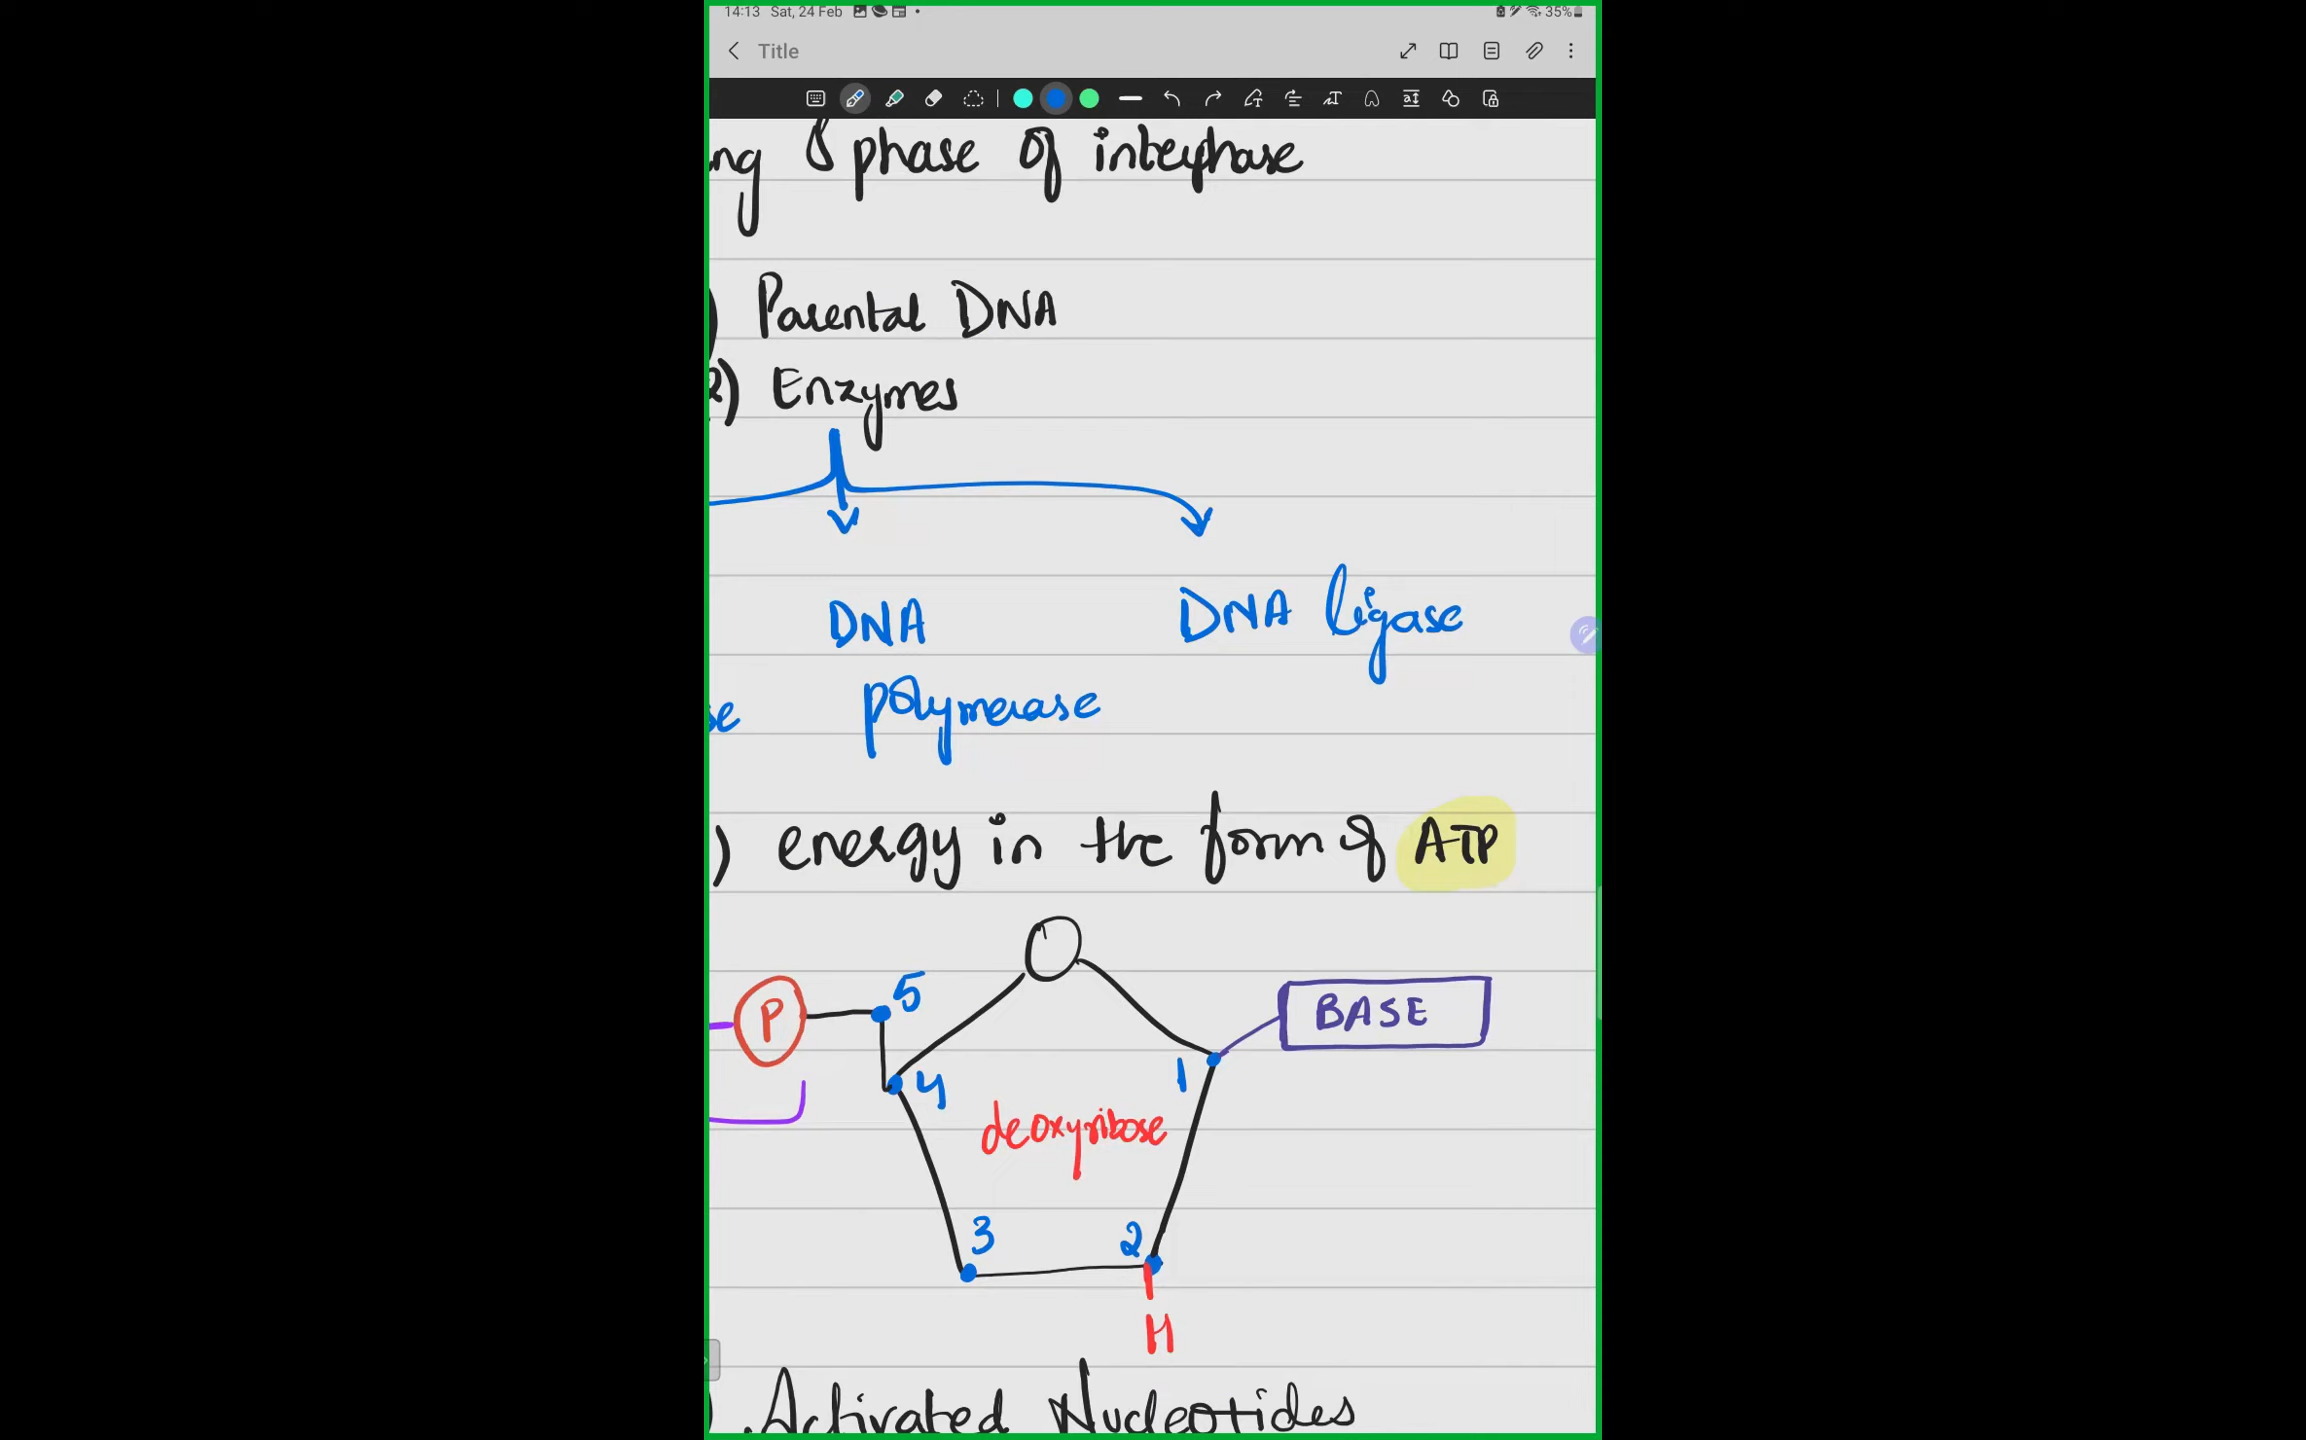 14:13 Sat, 24 Feb
35%
Title
ng S phase of interphase
) Parental DNA
2) Enzymes
DNA DNA ligase
se polymerase
) energy in the form of ATP
O
P 5 BASE
4 1
deoxyribose
3 2
H
) Activated Nucleotides